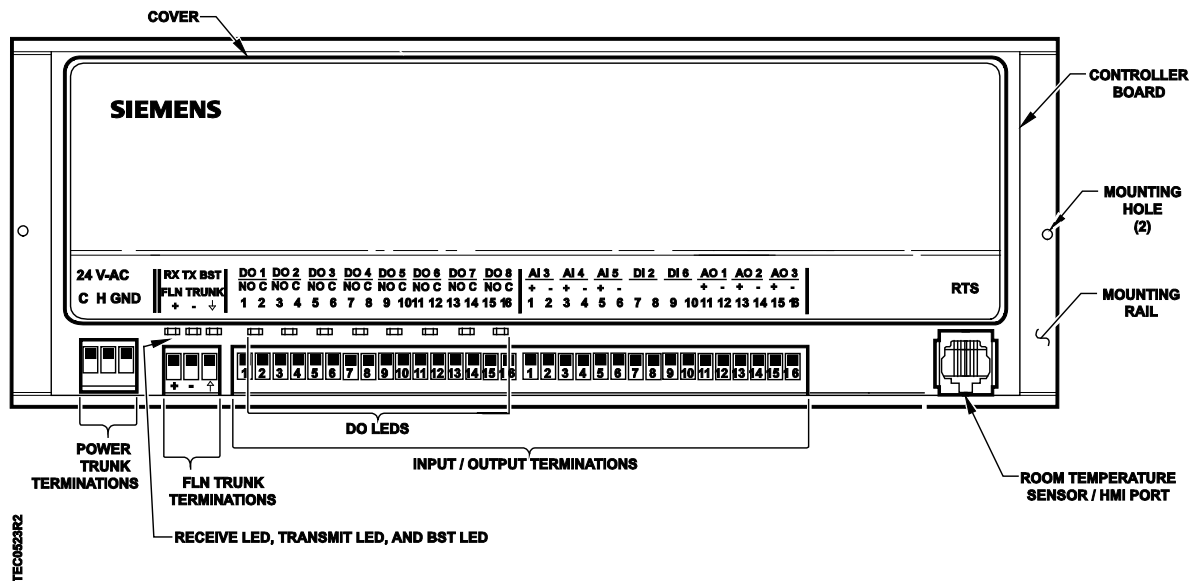 COVER
SIEMENS
CONTROLLER
BOARD
MOUNTING
HOLE
(2)
MOUNTING
RAIL
24 V-AC
C H GND
RX TX BST
FLN TRUNK
+ -
DO 1 DO 2 DO 3 DO 4 DO 5 DO 6 DO 7 DO 8
NO C NO C NO C NO C NO C NO C NO C NO C
1 2 3 4 5 6 7 8 9 10 11 12 13 14 15 16
AI 3 AI 4 AI 5 DI 2 DI 6 AO 1 AO 2 AO 3
+ - + - + - + - + - + -
1 2 3 4 5 6 7 8 9 10 11 12 13 14 15 16
RTS
+ -
1 2 3 4 5 6 7 8 9 10 11 12 13 14 15 16
1 2 3 4 5 6 7 8 9 10 11 12 13 14 15 16
DO LEDS
POWER
TRUNK
TERMINATIONS
FLN TRUNK
TERMINATIONS
INPUT / OUTPUT TERMINATIONS
ROOM TEMPERATURE
SENSOR / HMI PORT
RECEIVE LED, TRANSMIT LED, AND BST LED
TEC0523R2